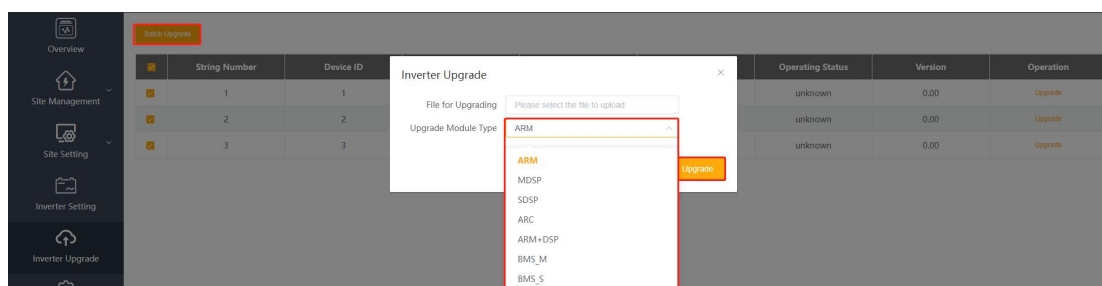 Overview
Site Management
Site Setting
Inverter Setting
Inverter Upgrade
Batch Upgrade
String Number Device ID Operating Status Version Operation
1 1 unknown 0.00 Upgrade
2 2 unknown 0.00 Upgrade
3 3 unknown 0.00 Upgrade
Inverter Upgrade
File for Upgrading Please select the file to upload
Upgrade Module Type ARM
ARM
MDSP
SDSP
ARC
ARM+DSP
BMS_M
BMS_S
Upgrade